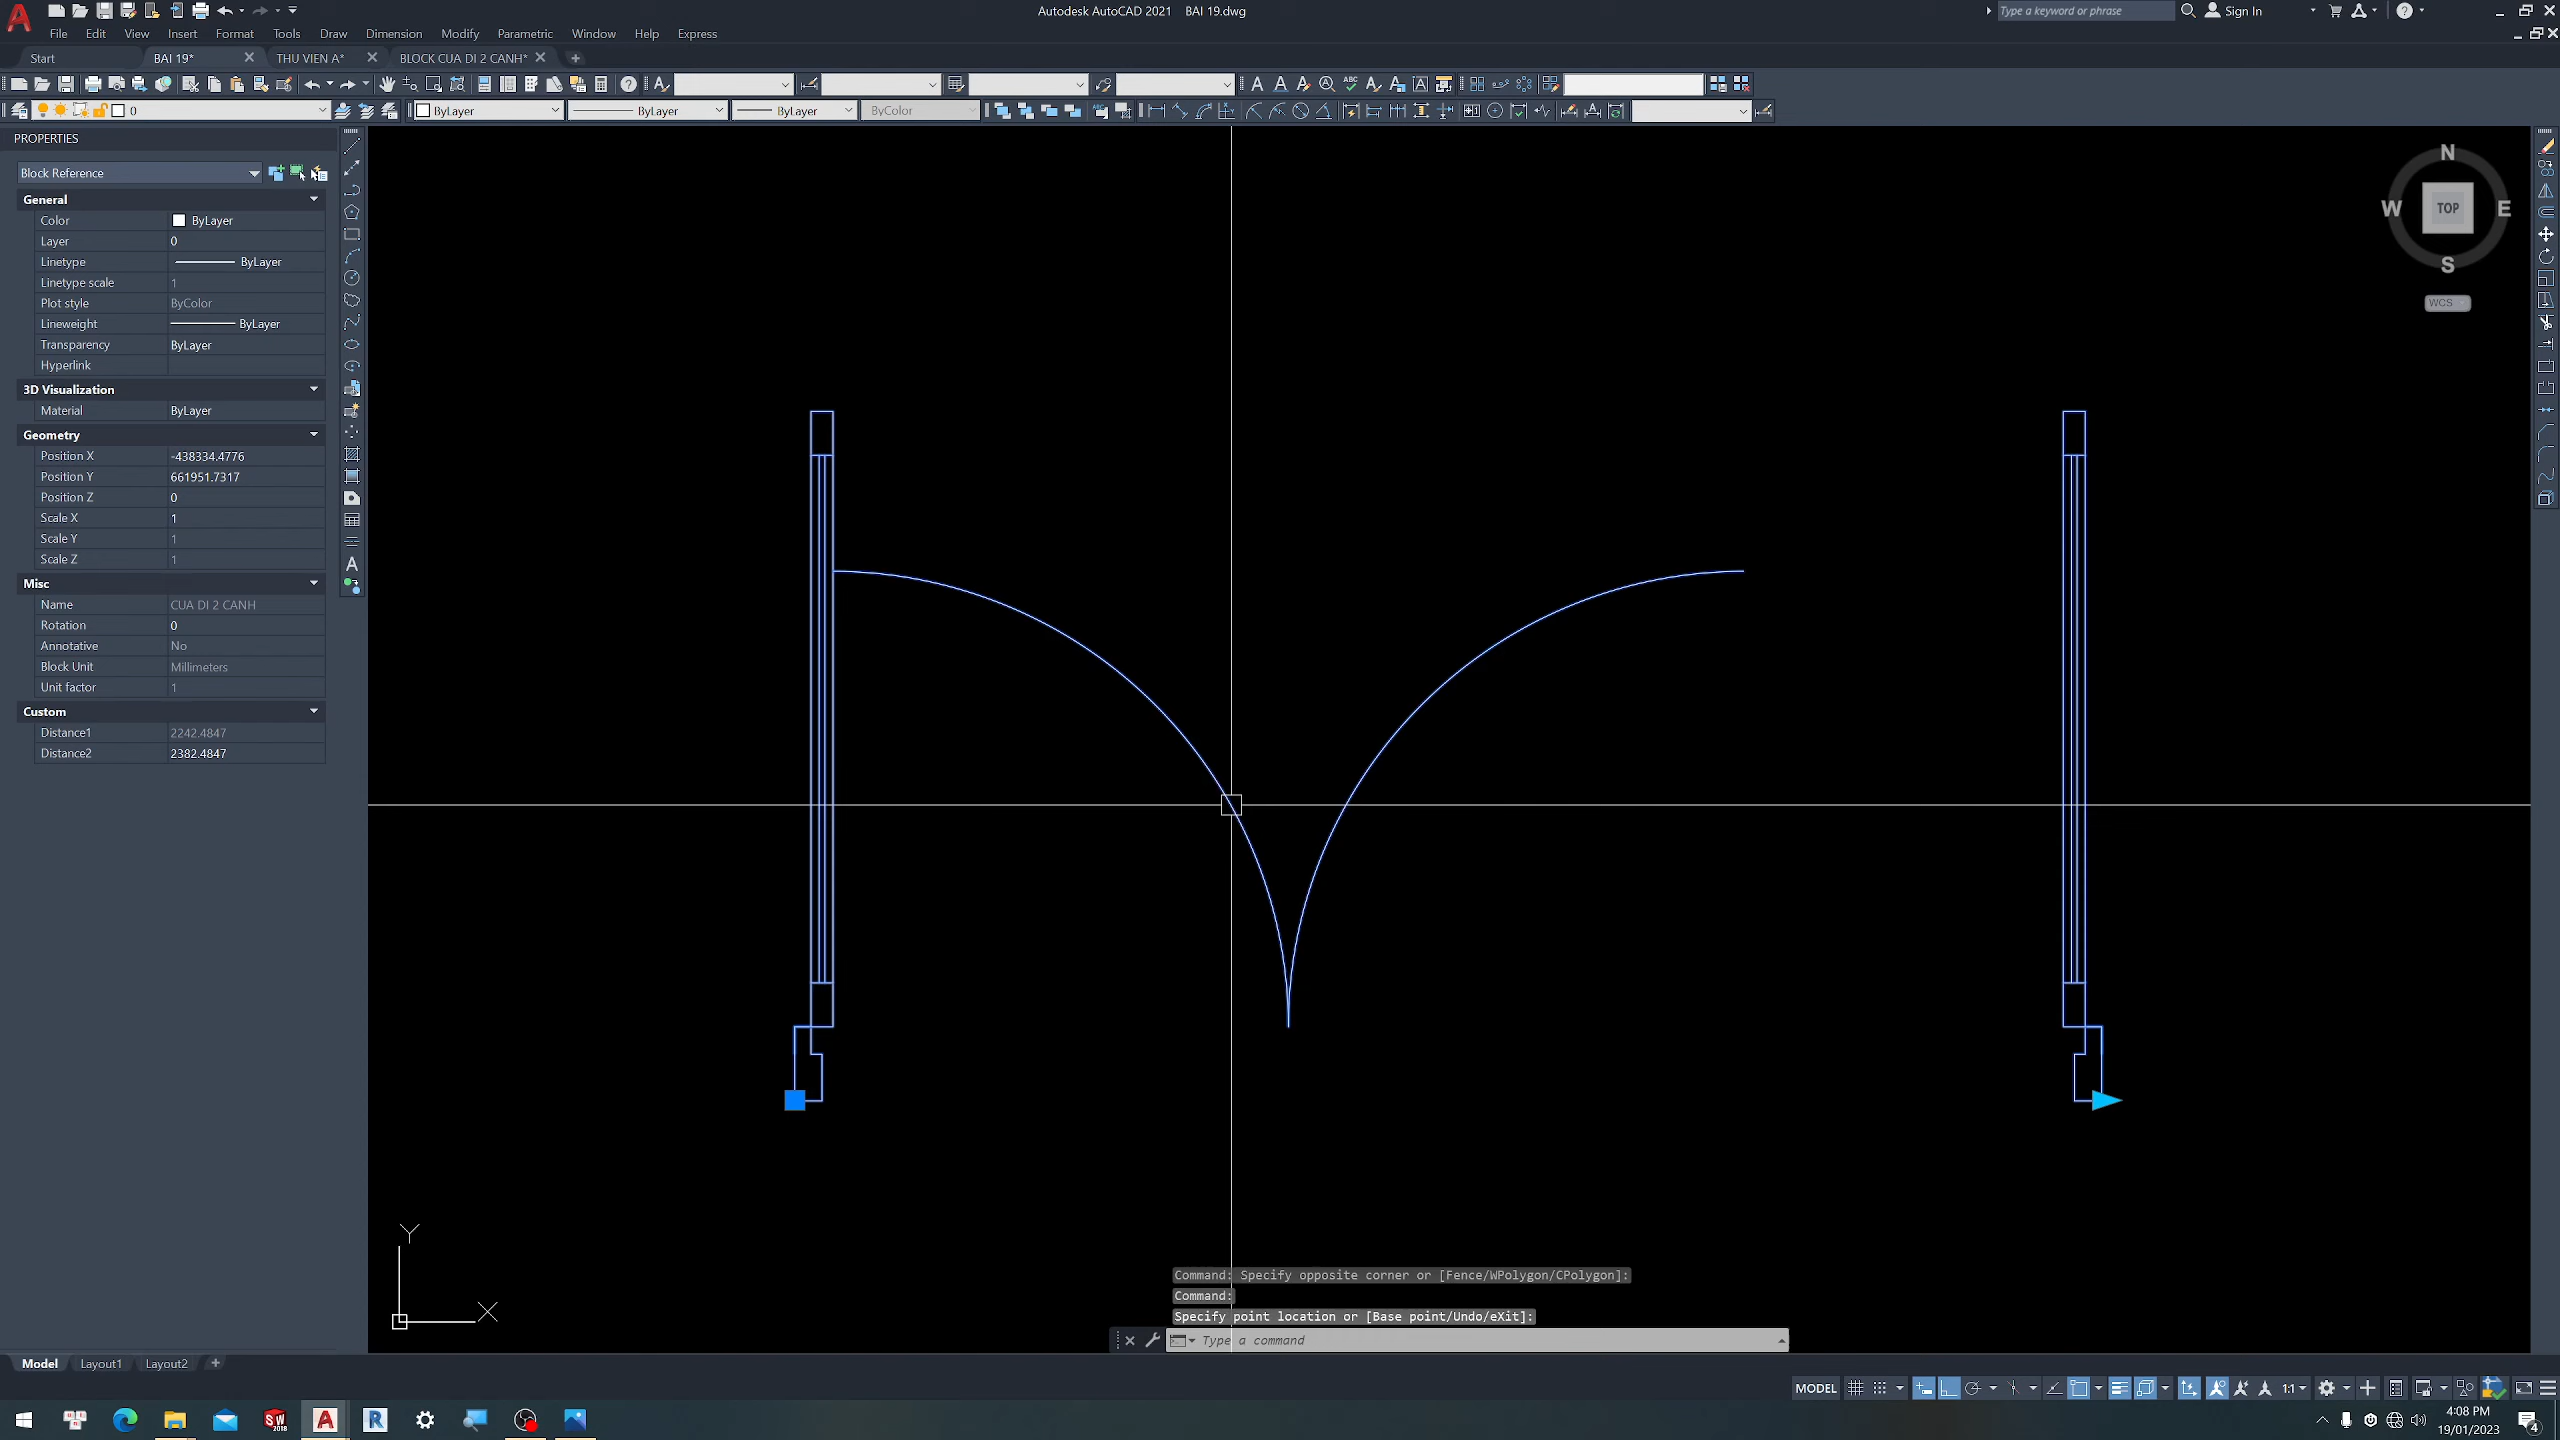 Autodesk AutoCAD 2021 BAI 19.dwg
Type a keyword or phrase
Sign In
File Edit View Insert Format Tools Draw Dimension Modify Parametric Window Help Express
Start BAI 19* THU VIEN A* BLOCK CUA DI 2 CANH*
0 ByLayer ByLayer ByLayer ByColor
PROPERTIES
Block Reference
General
Color ByLayer
Layer 0
Linetype ByLayer
Linetype scale 1
Plot style ByColor
Lineweight ByLayer
Transparency ByLayer
Hyperlink
3D Visualization
Material ByLayer
Geometry
Position X -438334.4776
Position Y 661951.7317
Position Z 0
Scale X 1
Scale Y 1
Scale Z 1
Misc
Name CUA DI 2 CANH
Rotation 0
Annotative No
Block Unit Millimeters
Unit factor 1
Custom
Distance1 2242.4847
Distance2 2382.4847
N
W TOP E
S
WCS
Y
X
Command: Specify opposite corner or [Fence/WPolygon/CPolygon]:
Command:
Specify point location or [Base point/Undo/eXit]:
Type a command
Model Layout1 Layout2
MODEL 1:1
SW 2018 A R
4:08 PM
19/01/2023
4